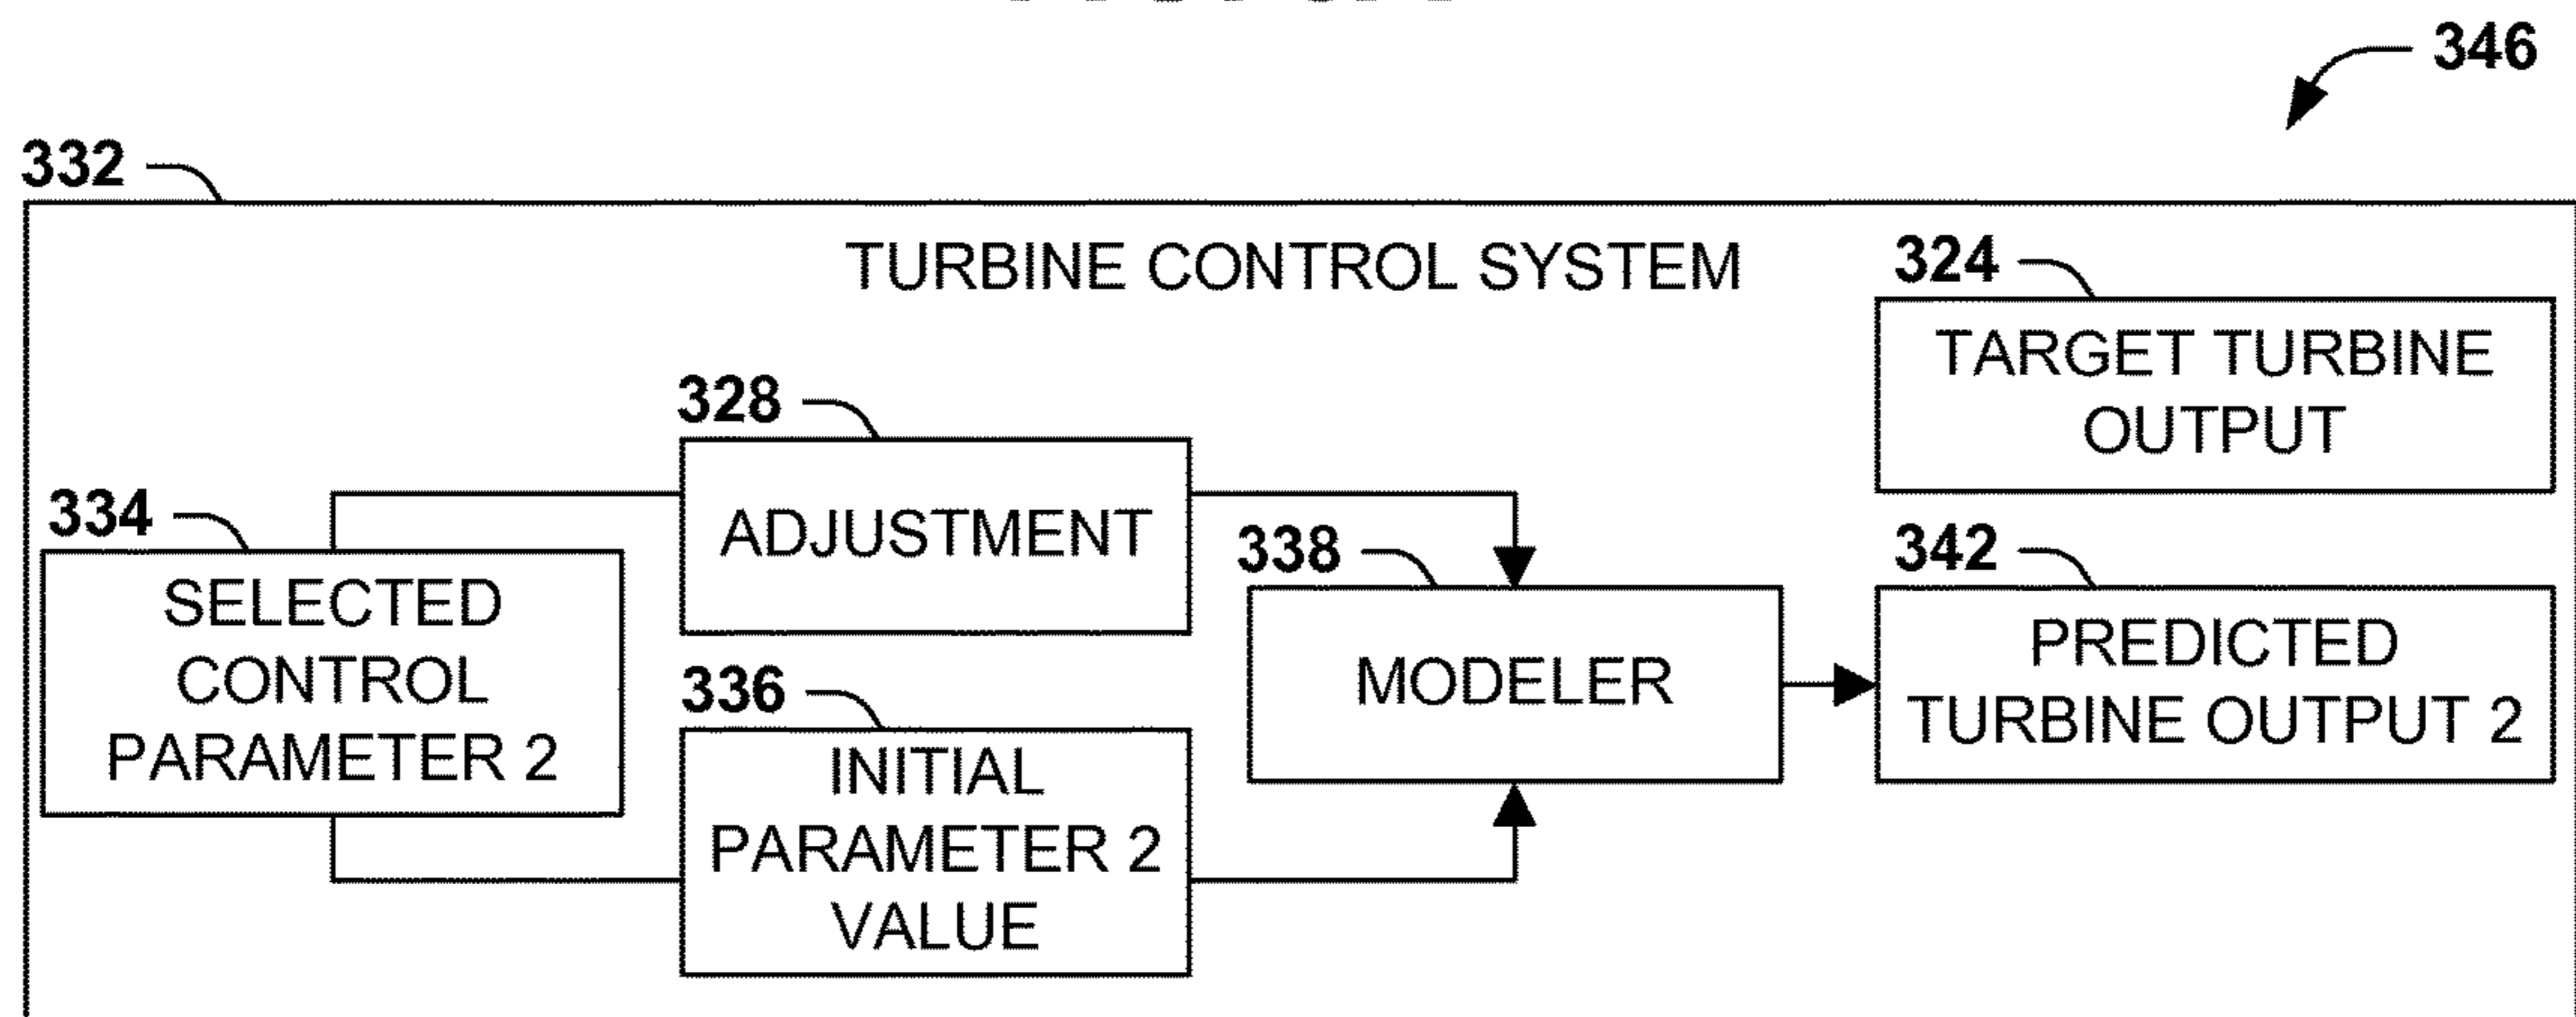 346
332
TURBINE CONTROL SYSTEM
324
TARGET TURBINE
OUTPUT
328
ADJUSTMENT
334
SELECTED
CONTROL
PARAMETER 2
338
MODELER
342
PREDICTED
TURBINE OUTPUT 2
336
INITIAL
PARAMETER 2
VALUE